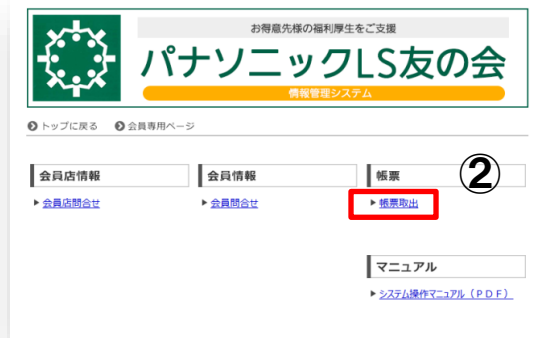 お得意先様の福利厚生をご支援
パナソニックLS友の会
情報管理システム
トップに戻る 会員専用ページ
会員店情報 会員情報 帳票 ②
会員店問合せ 会員問合せ 帳票取出
マニュアル
システム操作マニュアル（ＰＤＦ）